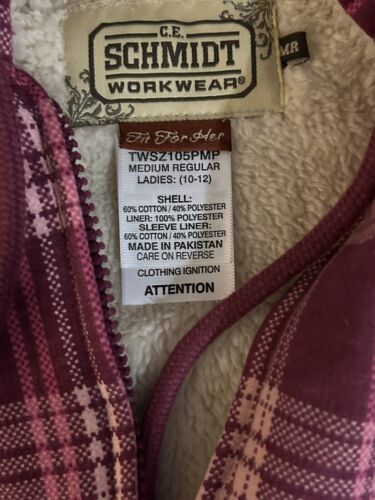 C.E.
SCHMIDT
WORKWEAR®
MR
Fit For Her
TWSZ105PMP
MEDIUM REGULAR
LADIES: (10-12)
SHELL:
60% COTTON / 40% POLYESTER
LINER: 100% POLYESTER
SLEEVE LINER:
60% COTTON / 40% POLYESTER
MADE IN PAKISTAN
CARE ON REVERSE
CLOTHING IGNITION
ATTENTION